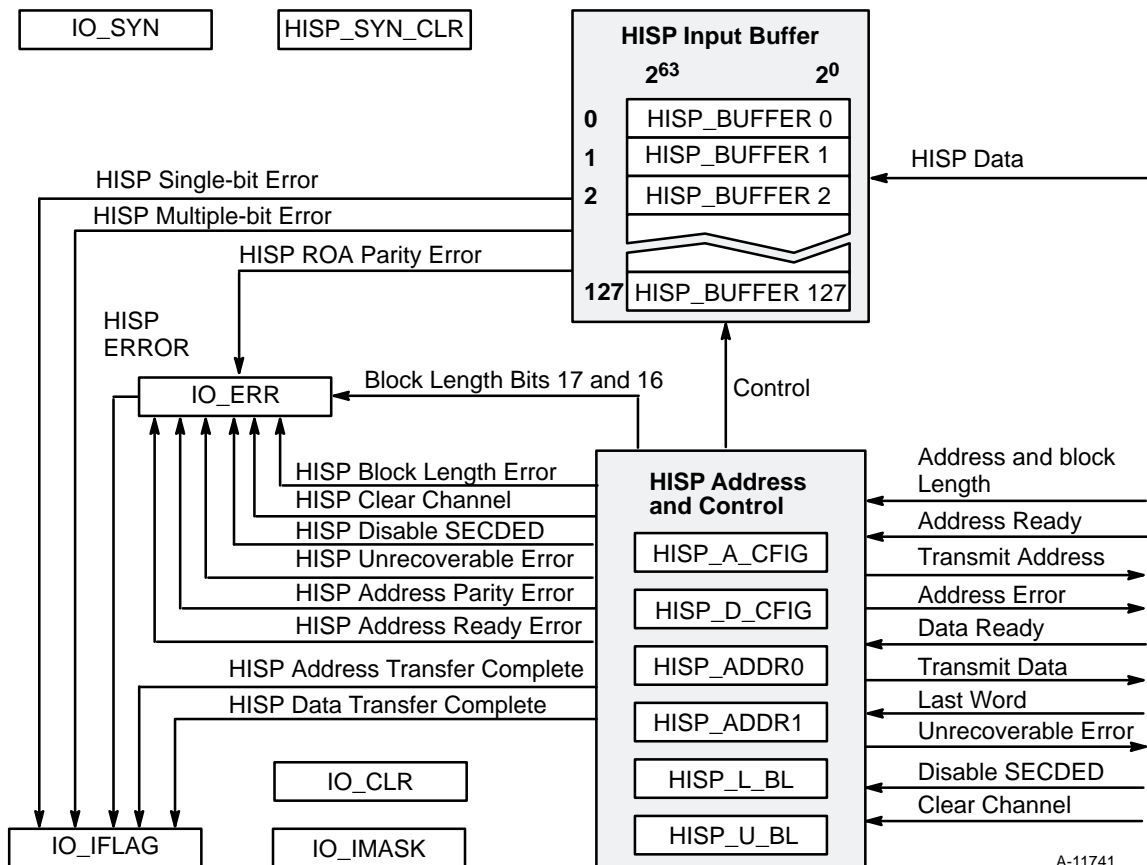 IO_SYN
HISP_SYN_CLR
HISP Input Buffer
2^63 2^0
0 HISP_BUFFER 0
1 HISP_BUFFER 1
2 HISP_BUFFER 2
127 HISP_BUFFER 127
HISP Data
HISP Single-bit Error
HISP Multiple-bit Error
HISP ROA Parity Error
HISP
ERROR
IO_ERR
Block Length Bits 17 and 16
Control
HISP Block Length Error
HISP Clear Channel
HISP Disable SECDED
HISP Unrecoverable Error
HISP Address Parity Error
HISP Address Ready Error
HISP Address Transfer Complete
HISP Data Transfer Complete
HISP Address
and Control
HISP_A_CFIG
HISP_D_CFIG
HISP_ADDR0
HISP_ADDR1
HISP_L_BL
HISP_U_BL
Address and block
Length
Address Ready
Transmit Address
Address Error
Data Ready
Transmit Data
Last Word
Unrecoverable Error
Disable SECDED
Clear Channel
IO_CLR
IO_IFLAG
IO_IMASK
A-11741